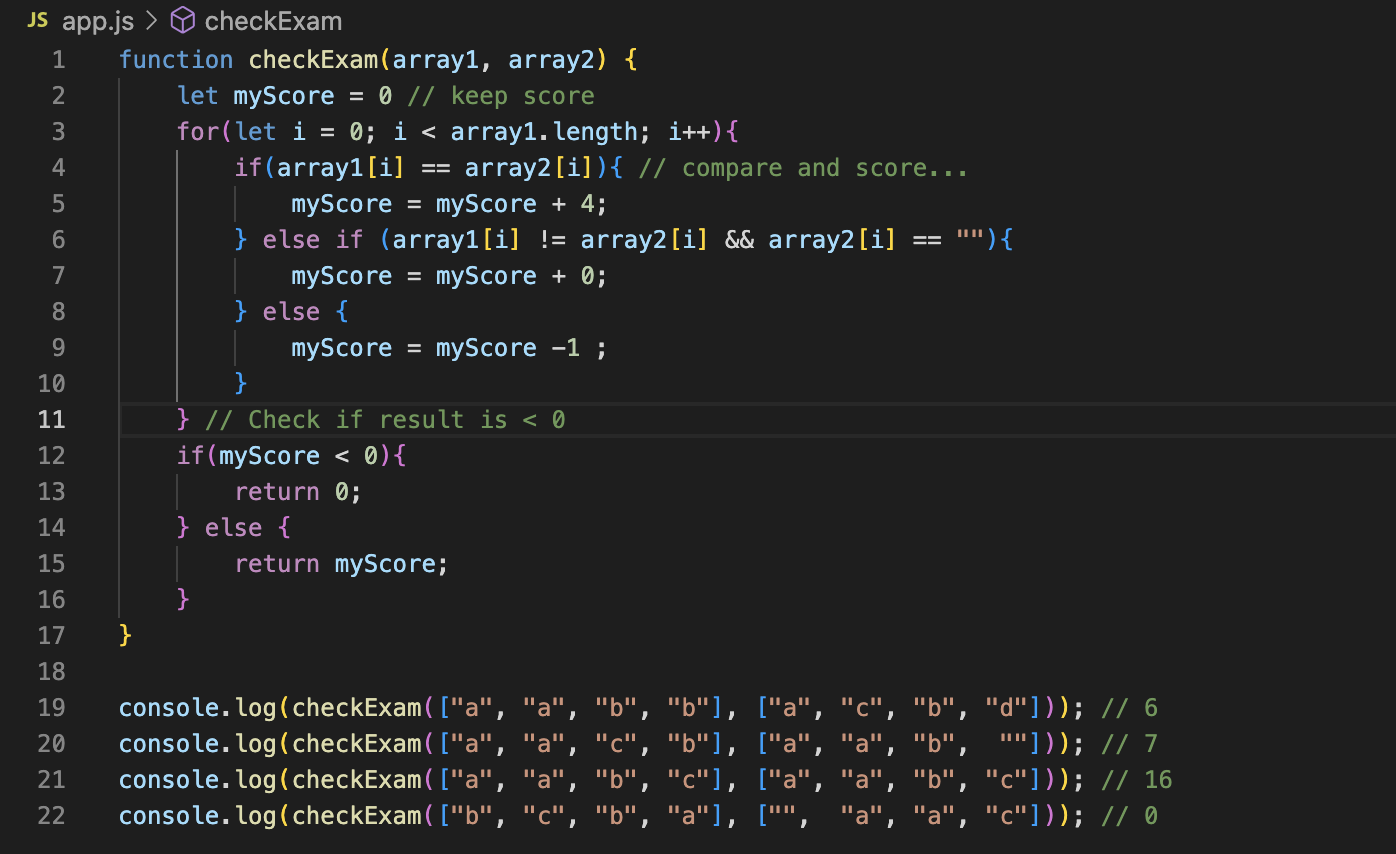 JS app.js > checkExam
1 function checkExam(array1, array2) {
2     let myScore = 0 // keep score
3     for(let i = 0; i < array1.length; i++){
4         if(array1[i] == array2[i]){ // compare and score...
5             myScore = myScore + 4;
6         } else if (array1[i] != array2[i] && array2[i] == ""){
7             myScore = myScore + 0;
8         } else {
9             myScore = myScore -1 ;
10         }
11     } // Check if result is < 0
12     if(myScore < 0){
13         return 0;
14     } else {
15         return myScore;
16     }
17 }
18
19 console.log(checkExam(["a", "a", "b", "b"], ["a", "c", "b", "d"])); // 6
20 console.log(checkExam(["a", "a", "c", "b"], ["a", "a", "b",  ""])); // 7
21 console.log(checkExam(["a", "a", "b", "c"], ["a", "a", "b", "c"])); // 16
22 console.log(checkExam(["b", "c", "b", "a"], ["",  "a", "a", "c"])); // 0